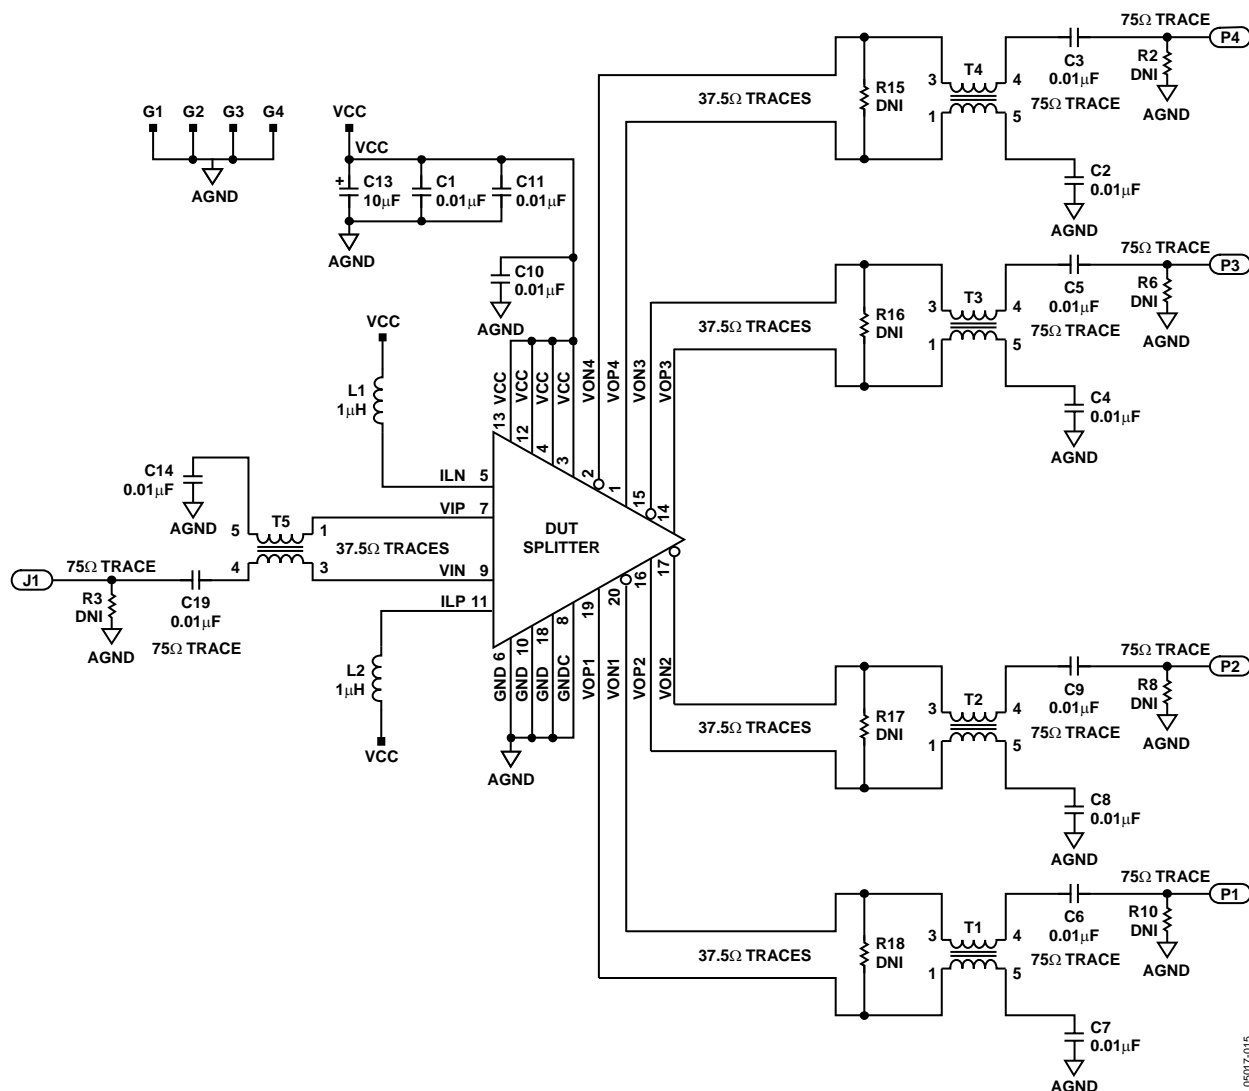 G1 G2 G3 G4
AGND
VCC
VCC
+
C13
10μF
C1
0.01μF
C11
0.01μF
AGND
C10
0.01μF
AGND
VCC
L1
1μH
13 VCC
12 VCC
4 VCC
3 VCC
2 VON4
1 VOP4
15 VON3
14 VOP3
C14
0.01μF
AGND
ILN 5
VIP 7
VIN 9
ILP 11
DUT
SPLITTER
5 T5 1
4 3
37.5Ω TRACES
J1
75Ω TRACE
R3
DNI
AGND
C19
0.01μF
75Ω TRACE
L2
1μH
VCC
GND 6
GND 10
GND 18
GNDC 8
AGND
VOP1 19
VON1 20
VOP2 16
VON2 17
37.5Ω TRACES
R15
DNI
3 T4 4
1 5
C3
0.01μF
75Ω TRACE
75Ω TRACE
P4
R2
DNI
AGND
C2
0.01μF
AGND
37.5Ω TRACES
R16
DNI
3 T3 4
1 5
C5
0.01μF
75Ω TRACE
75Ω TRACE
P3
R6
DNI
AGND
C4
0.01μF
AGND
37.5Ω TRACES
R17
DNI
3 T2 4
1 5
C9
0.01μF
75Ω TRACE
75Ω TRACE
P2
R8
DNI
AGND
C8
0.01μF
AGND
37.5Ω TRACES
R18
DNI
3 T1 4
1 5
C6
0.01μF
75Ω TRACE
75Ω TRACE
P1
R10
DNI
AGND
C7
0.01μF
AGND
05017-015